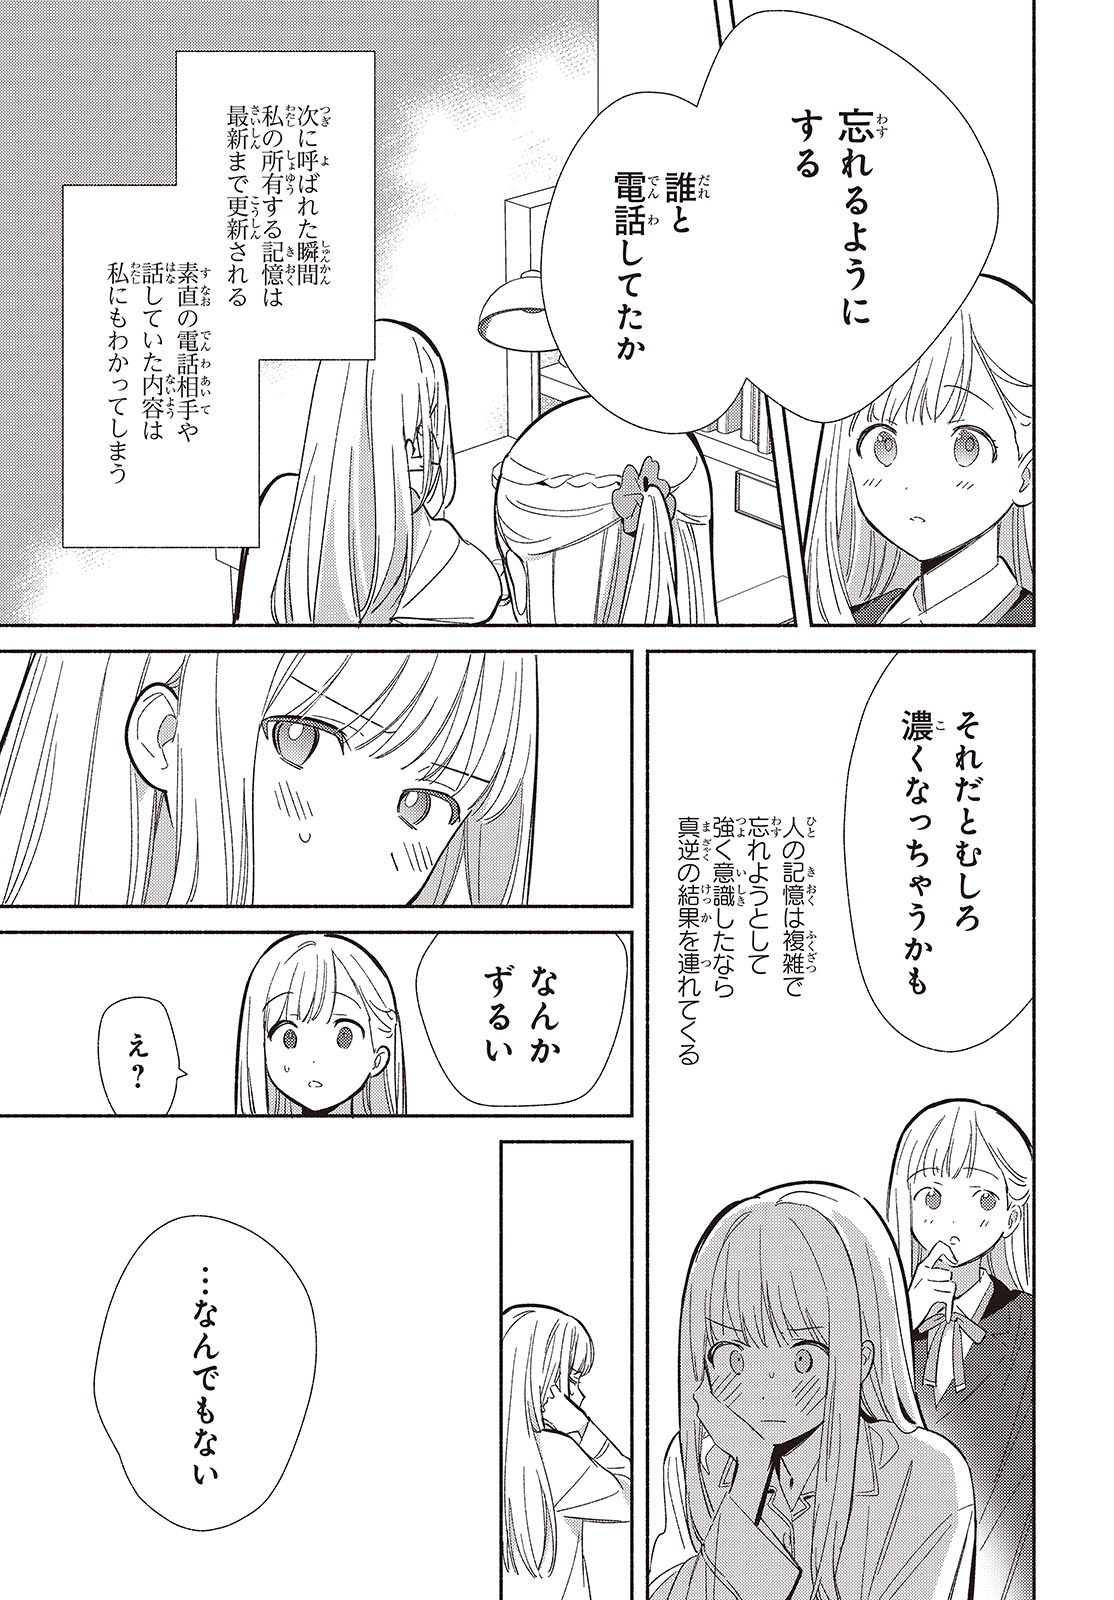 忘れるように
する
誰と
電話してたか
次に呼ばれた瞬間
私の所有する記憶は
最新まで更新される
素直の電話相手や
話していた内容は
私にもわかってしまう
それだとむしろ
濃くなっちゃうかも
人の記憶は複雑で
忘れようとして
強く意識したなら
真逆の結果を連れてくる
なんか
ずるい
え?
…なんでもない